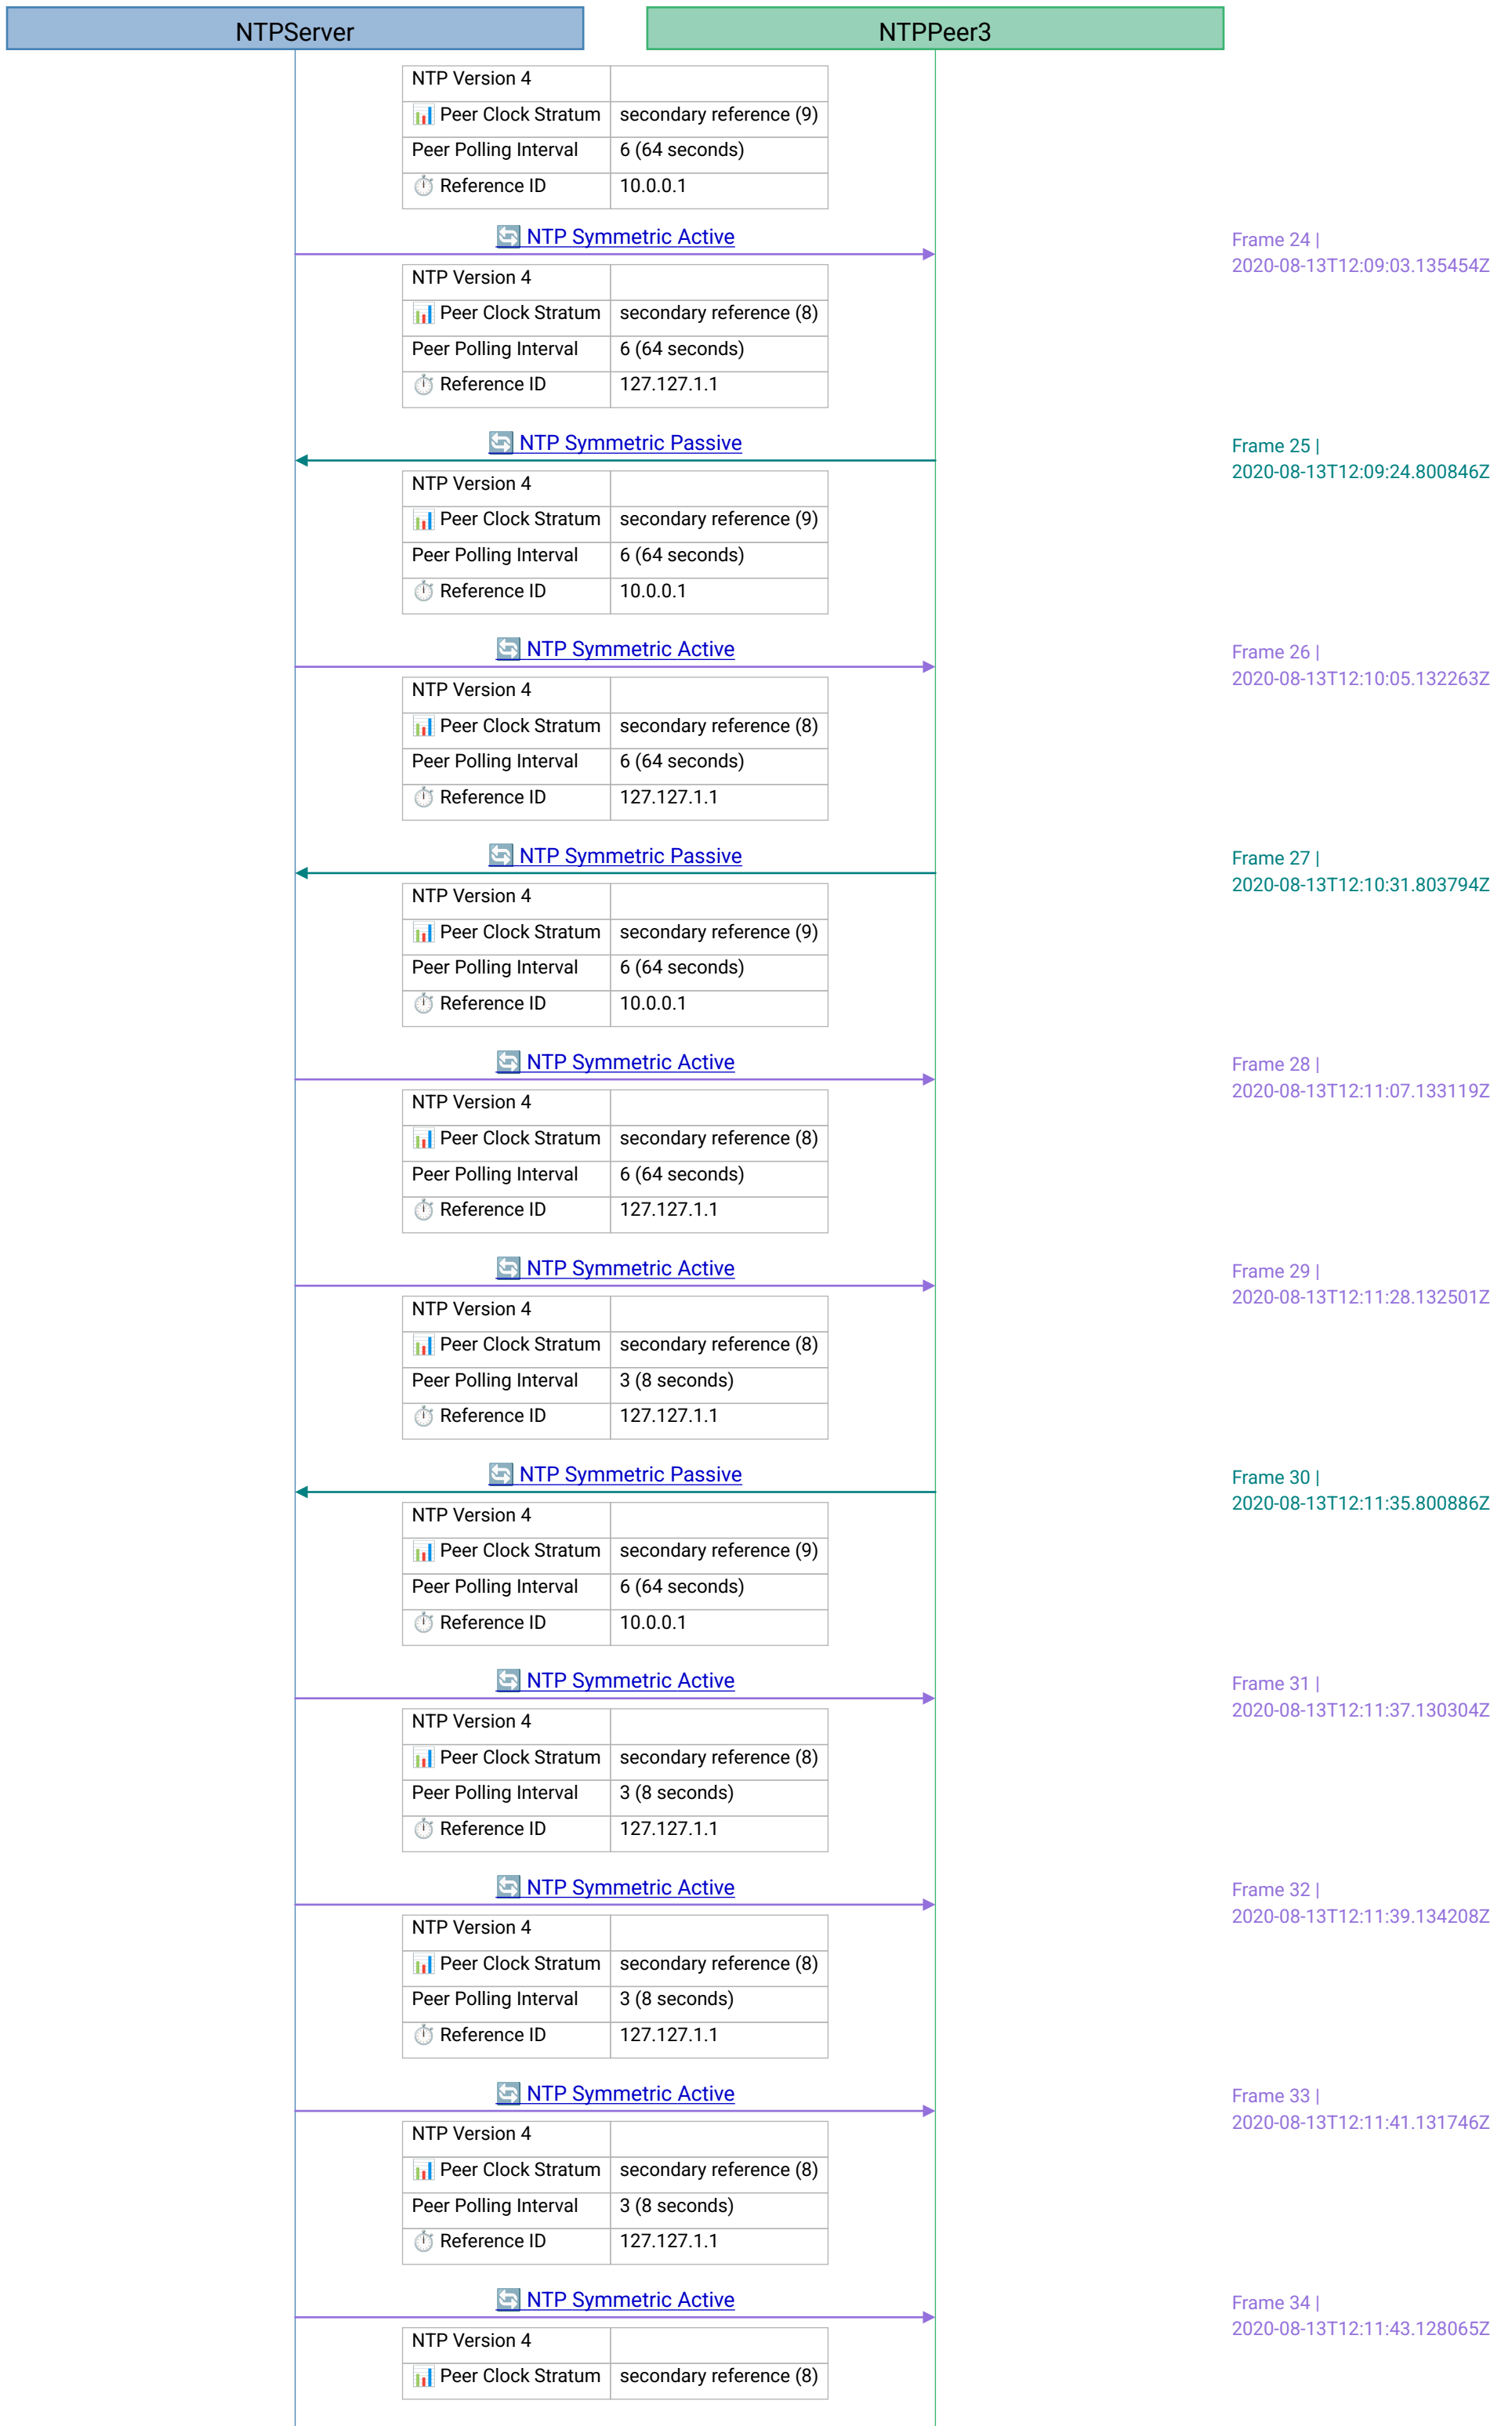 NTPServer
NTPPeer3
NTP Version 4
Peer Clock Stratum secondary reference (9)
Peer Polling Interval 6 (64 seconds)
Reference ID 10.0.0.1
NTP Symmetric Active
Frame 24 |
2020-08-13T12:09:03.135454Z
NTP Version 4
Peer Clock Stratum secondary reference (8)
Peer Polling Interval 6 (64 seconds)
Reference ID 127.127.1.1
NTP Symmetric Passive
Frame 25 |
2020-08-13T12:09:24.800846Z
NTP Version 4
Peer Clock Stratum secondary reference (9)
Peer Polling Interval 6 (64 seconds)
Reference ID 10.0.0.1
NTP Symmetric Active
Frame 26 |
2020-08-13T12:10:05.132263Z
NTP Version 4
Peer Clock Stratum secondary reference (8)
Peer Polling Interval 6 (64 seconds)
Reference ID 127.127.1.1
NTP Symmetric Passive
Frame 27 |
2020-08-13T12:10:31.803794Z
NTP Version 4
Peer Clock Stratum secondary reference (9)
Peer Polling Interval 6 (64 seconds)
Reference ID 10.0.0.1
NTP Symmetric Active
Frame 28 |
2020-08-13T12:11:07.133119Z
NTP Version 4
Peer Clock Stratum secondary reference (8)
Peer Polling Interval 6 (64 seconds)
Reference ID 127.127.1.1
NTP Symmetric Active
Frame 29 |
2020-08-13T12:11:28.132501Z
NTP Version 4
Peer Clock Stratum secondary reference (8)
Peer Polling Interval 3 (8 seconds)
Reference ID 127.127.1.1
NTP Symmetric Passive
Frame 30 |
2020-08-13T12:11:35.800886Z
NTP Version 4
Peer Clock Stratum secondary reference (9)
Peer Polling Interval 6 (64 seconds)
Reference ID 10.0.0.1
NTP Symmetric Active
Frame 31 |
2020-08-13T12:11:37.130304Z
NTP Version 4
Peer Clock Stratum secondary reference (8)
Peer Polling Interval 3 (8 seconds)
Reference ID 127.127.1.1
NTP Symmetric Active
Frame 32 |
2020-08-13T12:11:39.134208Z
NTP Version 4
Peer Clock Stratum secondary reference (8)
Peer Polling Interval 3 (8 seconds)
Reference ID 127.127.1.1
NTP Symmetric Active
Frame 33 |
2020-08-13T12:11:41.131746Z
NTP Version 4
Peer Clock Stratum secondary reference (8)
Peer Polling Interval 3 (8 seconds)
Reference ID 127.127.1.1
NTP Symmetric Active
Frame 34 |
2020-08-13T12:11:43.128065Z
NTP Version 4
Peer Clock Stratum secondary reference (8)